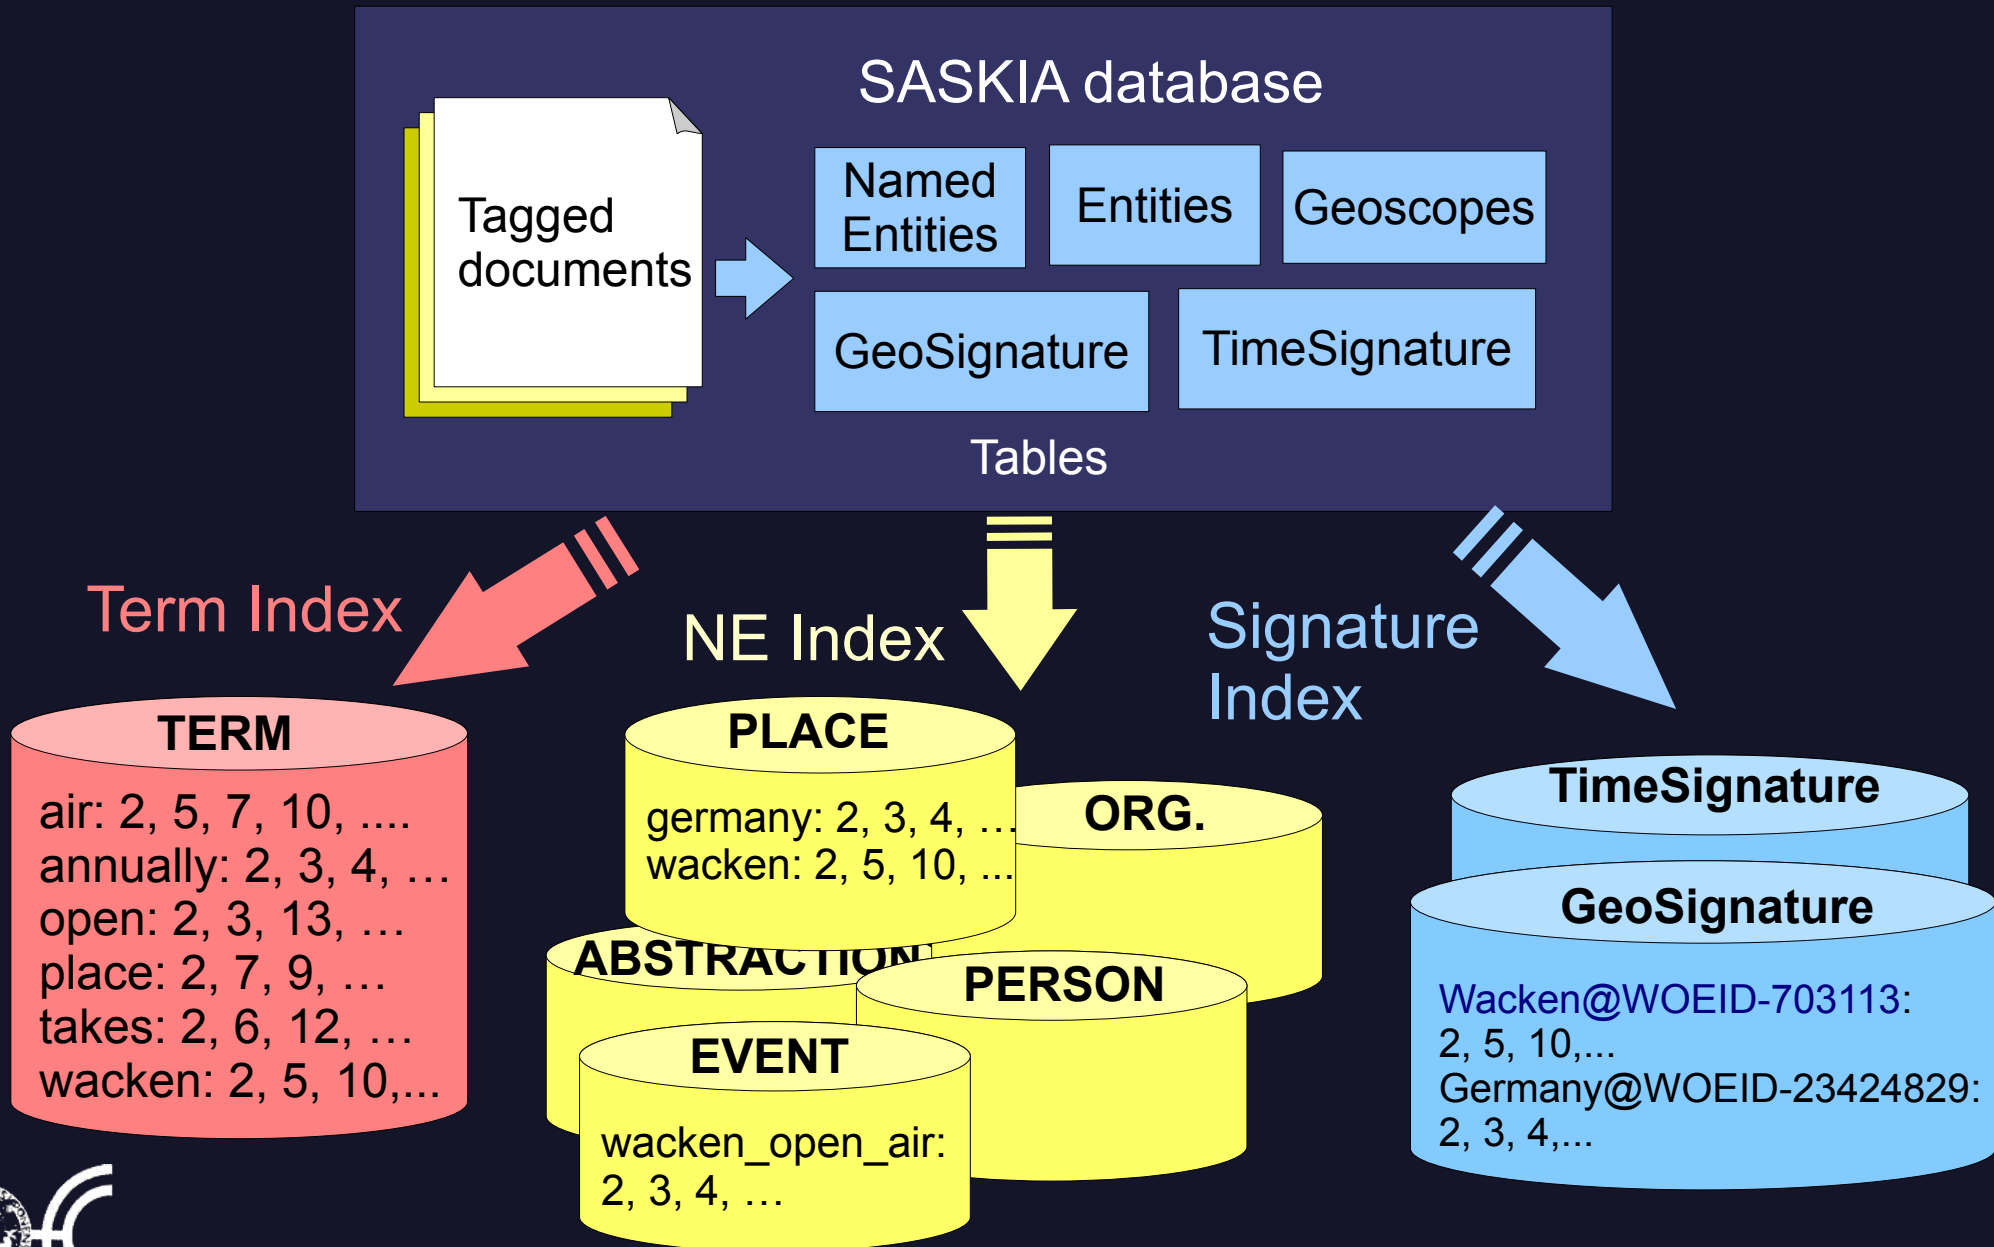 SASKIA database
Tagged
documents
Named
Entities
Entities
Geoscopes
GeoSignature
TimeSignature
Tables
Term Index
NE Index
Signature
Index
TERM
air: 2, 5, 7, 10, ....
annually: 2, 3, 4, …
open: 2, 3, 13, …
place: 2, 7, 9, …
takes: 2, 6, 12, …
wacken: 2, 5, 10,...
PLACE
germany: 2, 3, 4, …
wacken: 2, 5, 10, ...
ORG.
ABSTRACTION
PERSON
EVENT
wacken_open_air:
2, 3, 4, …
TimeSignature
GeoSignature
Wacken@WOEID-703113:
2, 5, 10,...
Germany@WOEID-23424829:
2, 3, 4,...